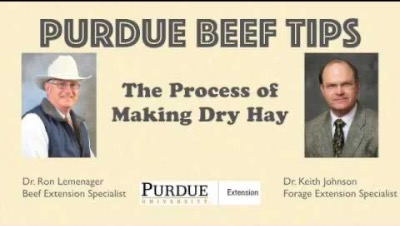 PURDUE BEEF TIPS
The Process of
Making Dry Hay
Dr. Ron Lemenager
Beef Extension Specialist
PURDUE
UNIVERSITY
Extension
Dr. Keith Johnson
Forage Extension Specialist